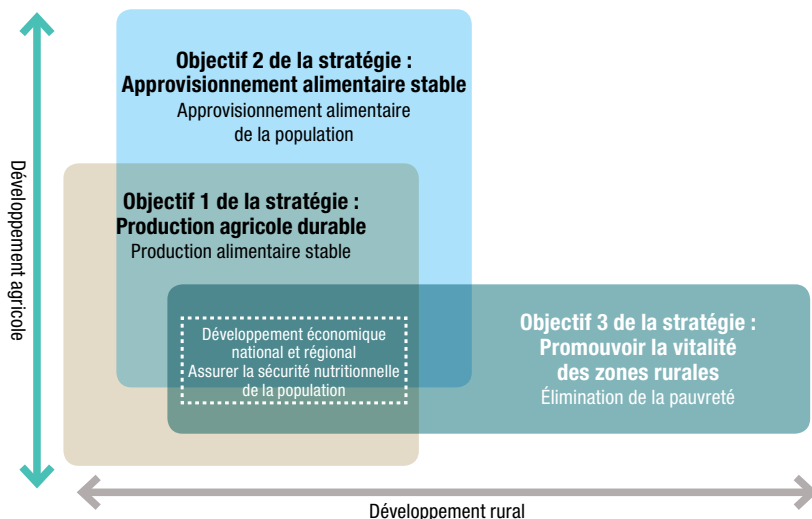 Objectif 2 de la stratégie :
Approvisionnement alimentaire stable
Approvisionnement alimentaire
de la population
Développement agricole
Objectif 1 de la stratégie :
Production agricole durable
Production alimentaire stable
Développement économique
national et régional
Assurer la sécurité nutritionnelle
de la population
Objectif 3 de la stratégie :
Promouvoir la vitalité
des zones rurales
Élimination de la pauvreté
Développement rural